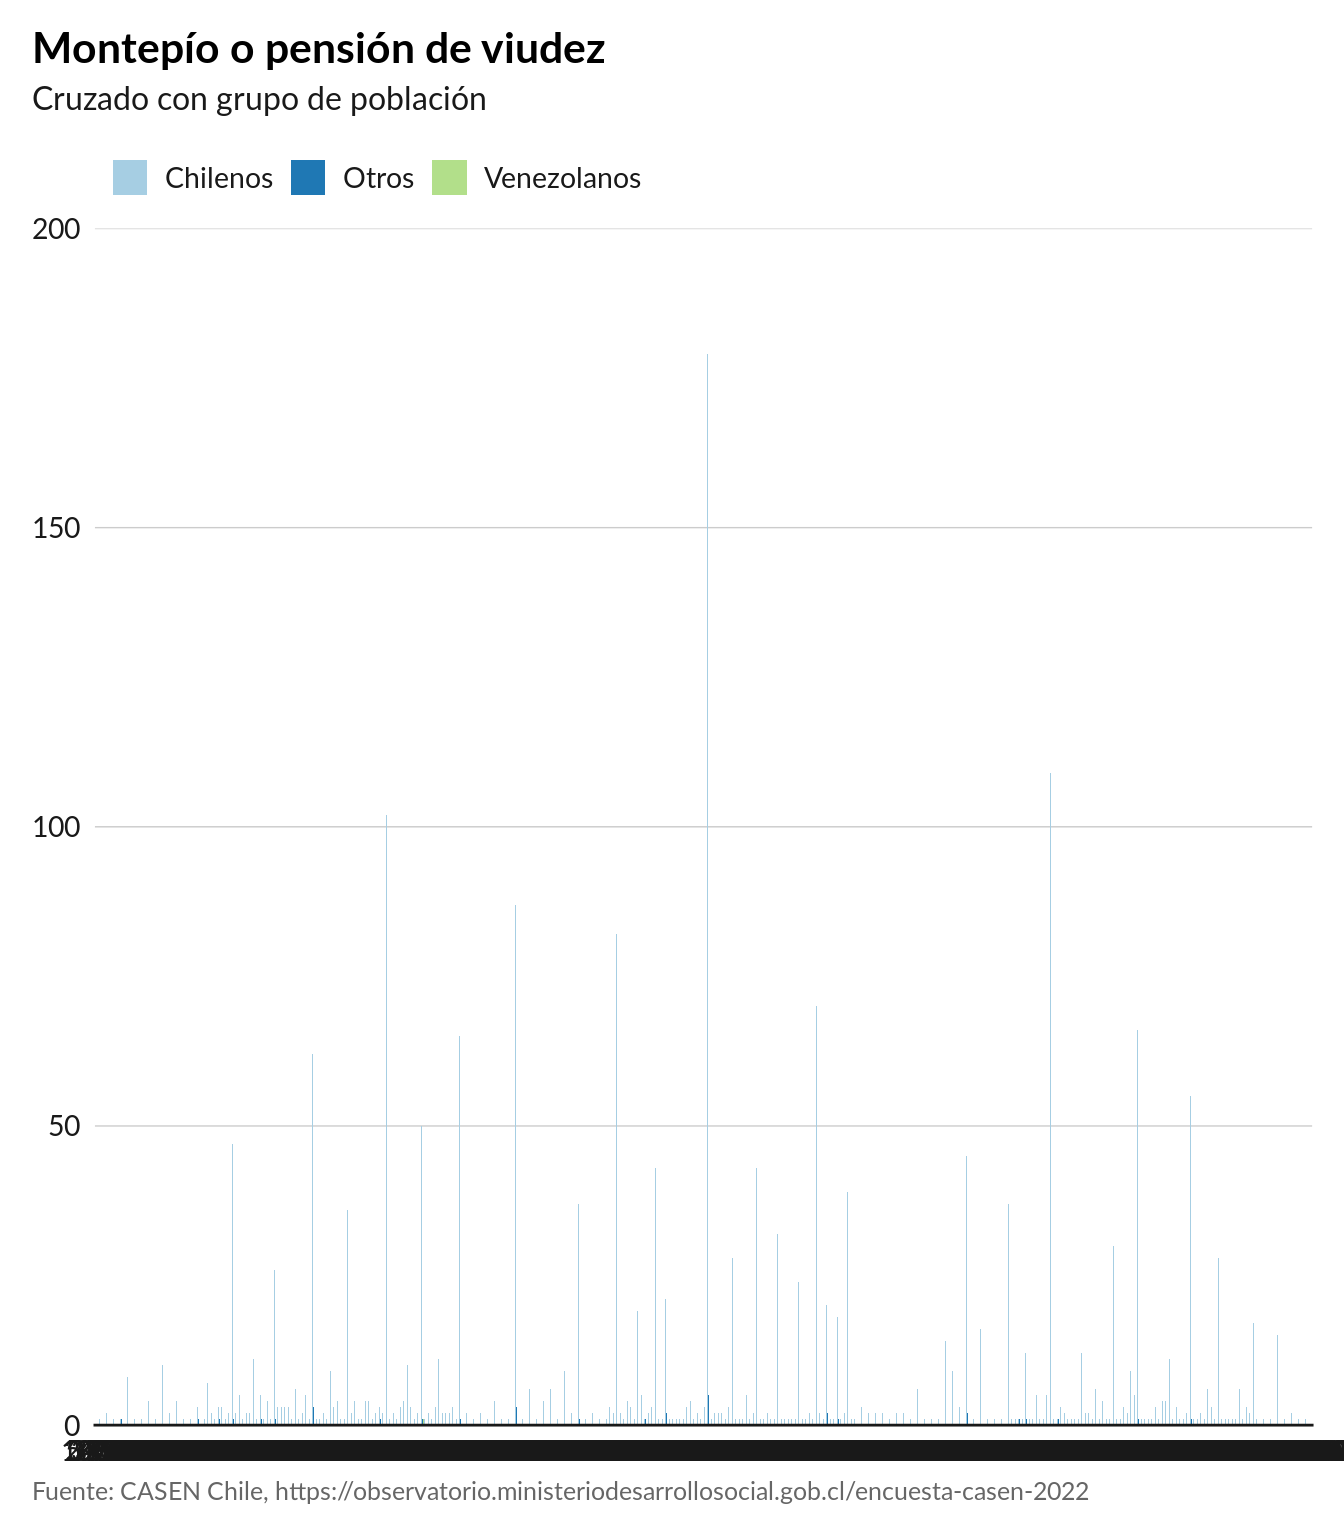 Montepío o pensión de viudez
Cruzado con grupo de población
Chilenos Otros Venezolanos
200
150
100
50
0
Fuente: CASEN Chile, https://observatorio.ministeriodesarrollosocial.gob.cl/encuesta-casen-2022